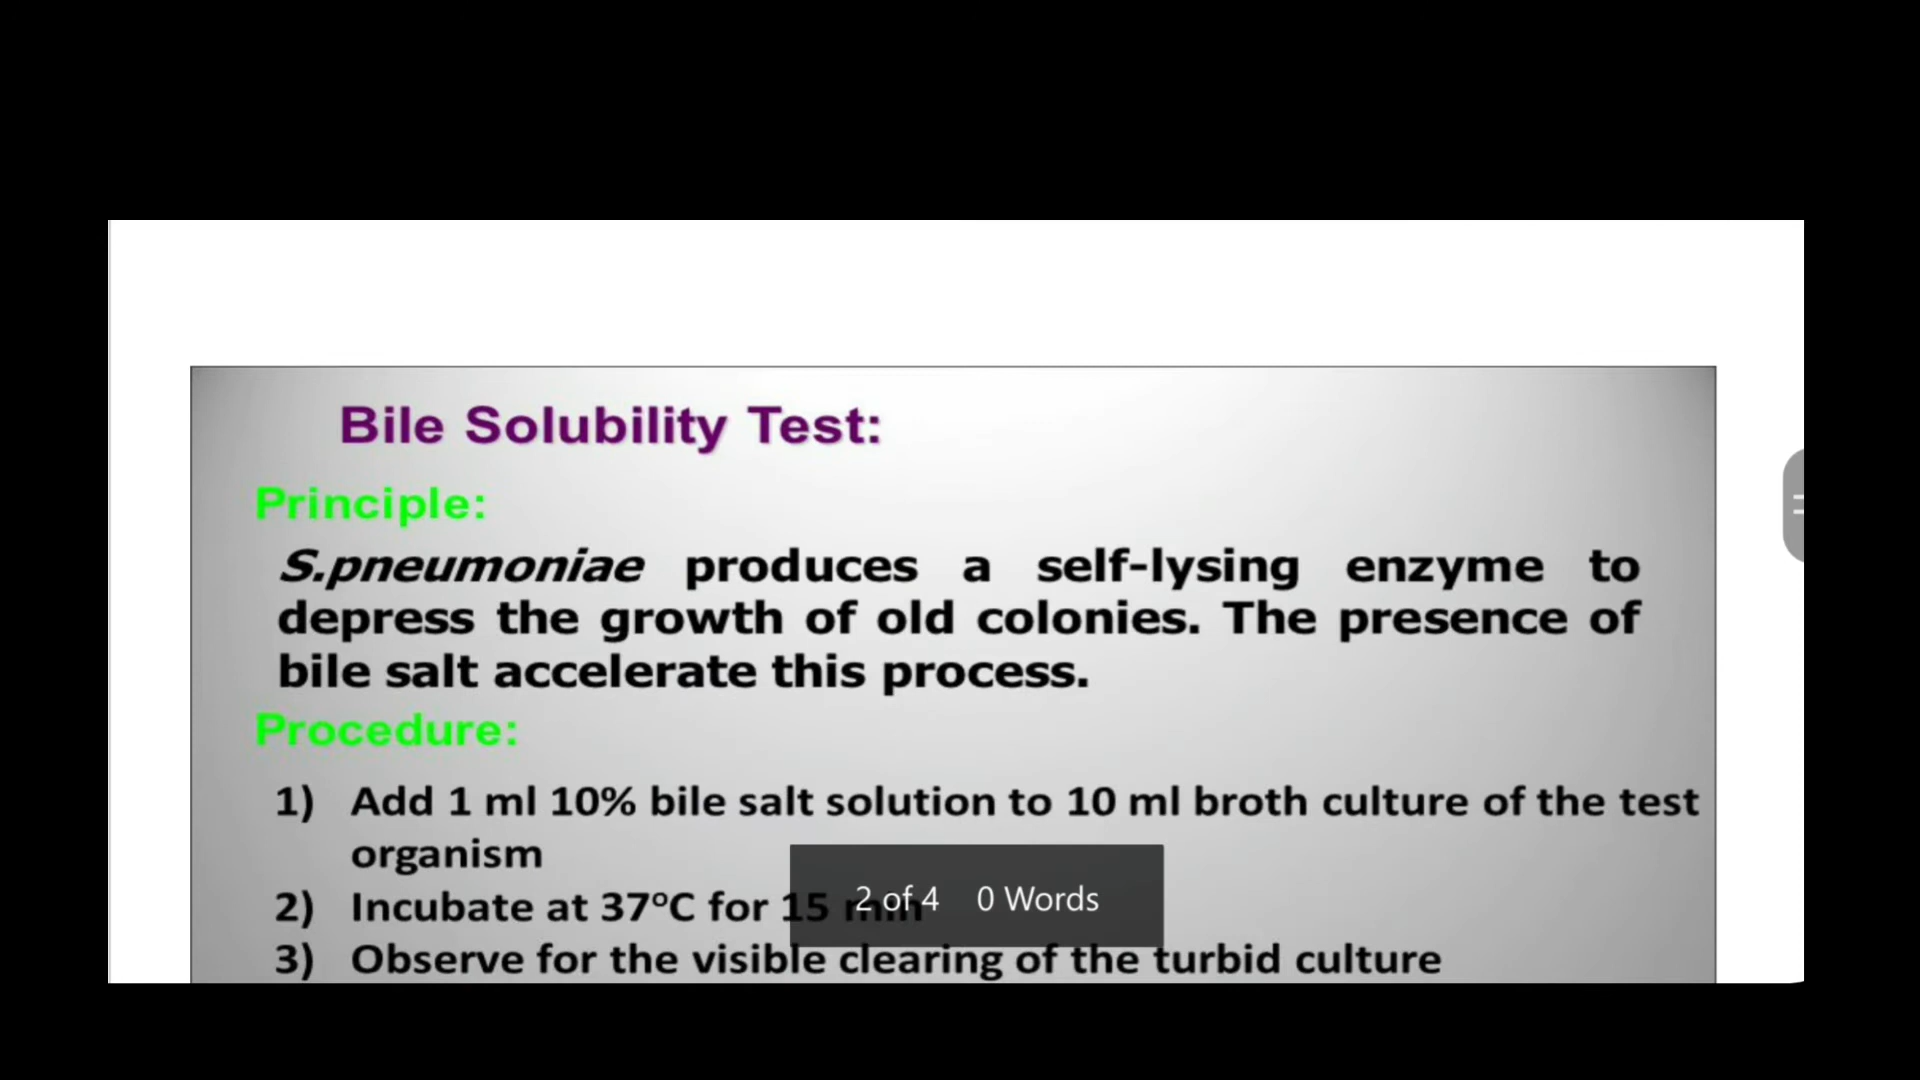 Bile Solubility Test:
Principle:
S.pneumoniae produces a self-lysing enzyme to
depress the growth of old colonies. The presence of
bile salt accelerate this process.
Procedure:
1) Add 1 ml 10% bile salt solution to 10 ml broth culture of the test
organism
2) Incubate at 37°C for 15 min
2 of 4 0 Words
3) Observe for the visible clearing of the turbid culture